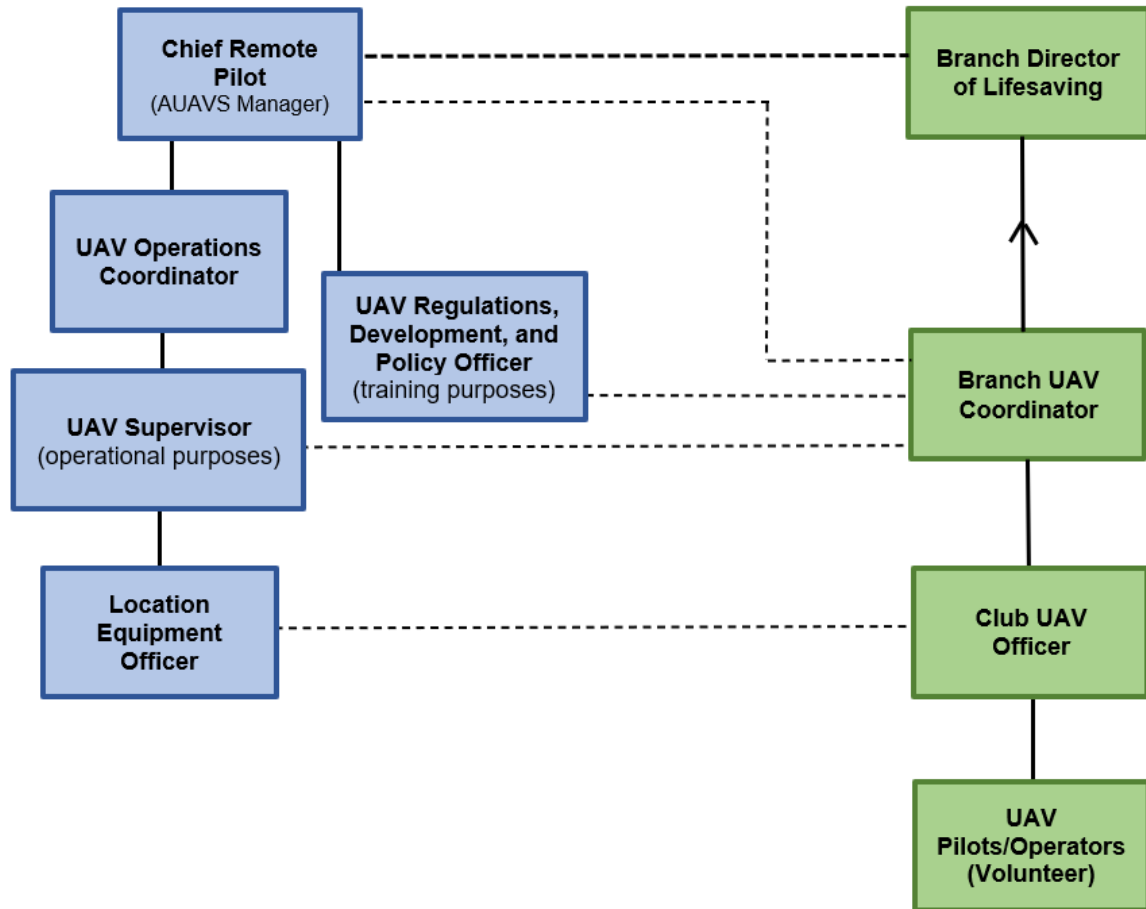 Chief Remote
Pilot
(AUAVS Manager)
Branch Director
of Lifesaving
UAV Operations
Coordinator
UAV Regulations,
Development, and
Policy Officer
(training purposes)
Branch UAV
Coordinator
UAV Supervisor
(operational purposes)
Location
Equipment
Officer
Club UAV
Officer
UAV
Pilots/Operators
(Volunteer)